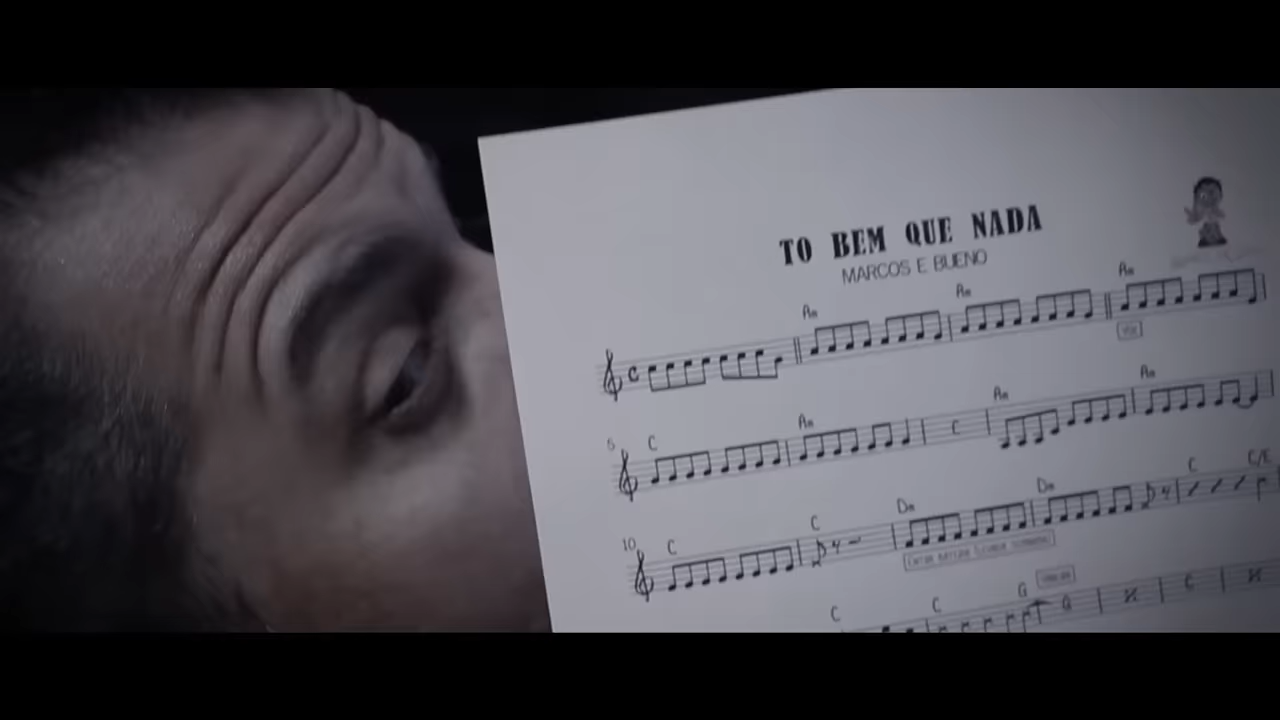 TO BEM QUE NADA
MARCOS E BUENO
Am Am Am
5 C Am Am Am
10 C C Dm Dm C C/E
C C G G C